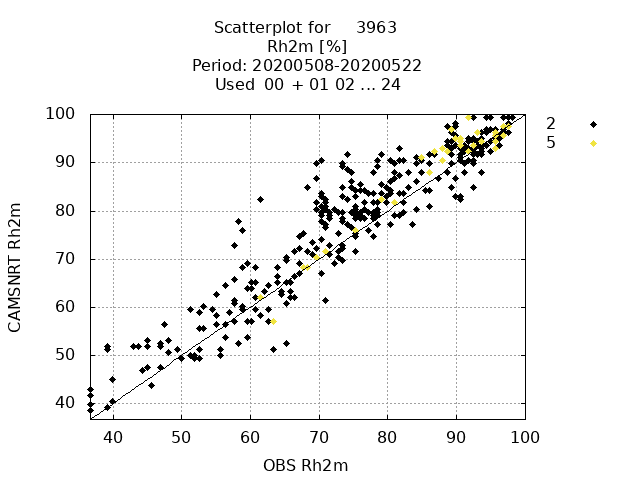 Scatterplot for 3963
Rh2m [%]
Period: 20200508-20200522
Used 00 + 01 02 ... 24
100
90
80
70
60
50
40
40 50 60 70 80 90 100
CAMSNRT Rh2m
OBS Rh2m
2
5